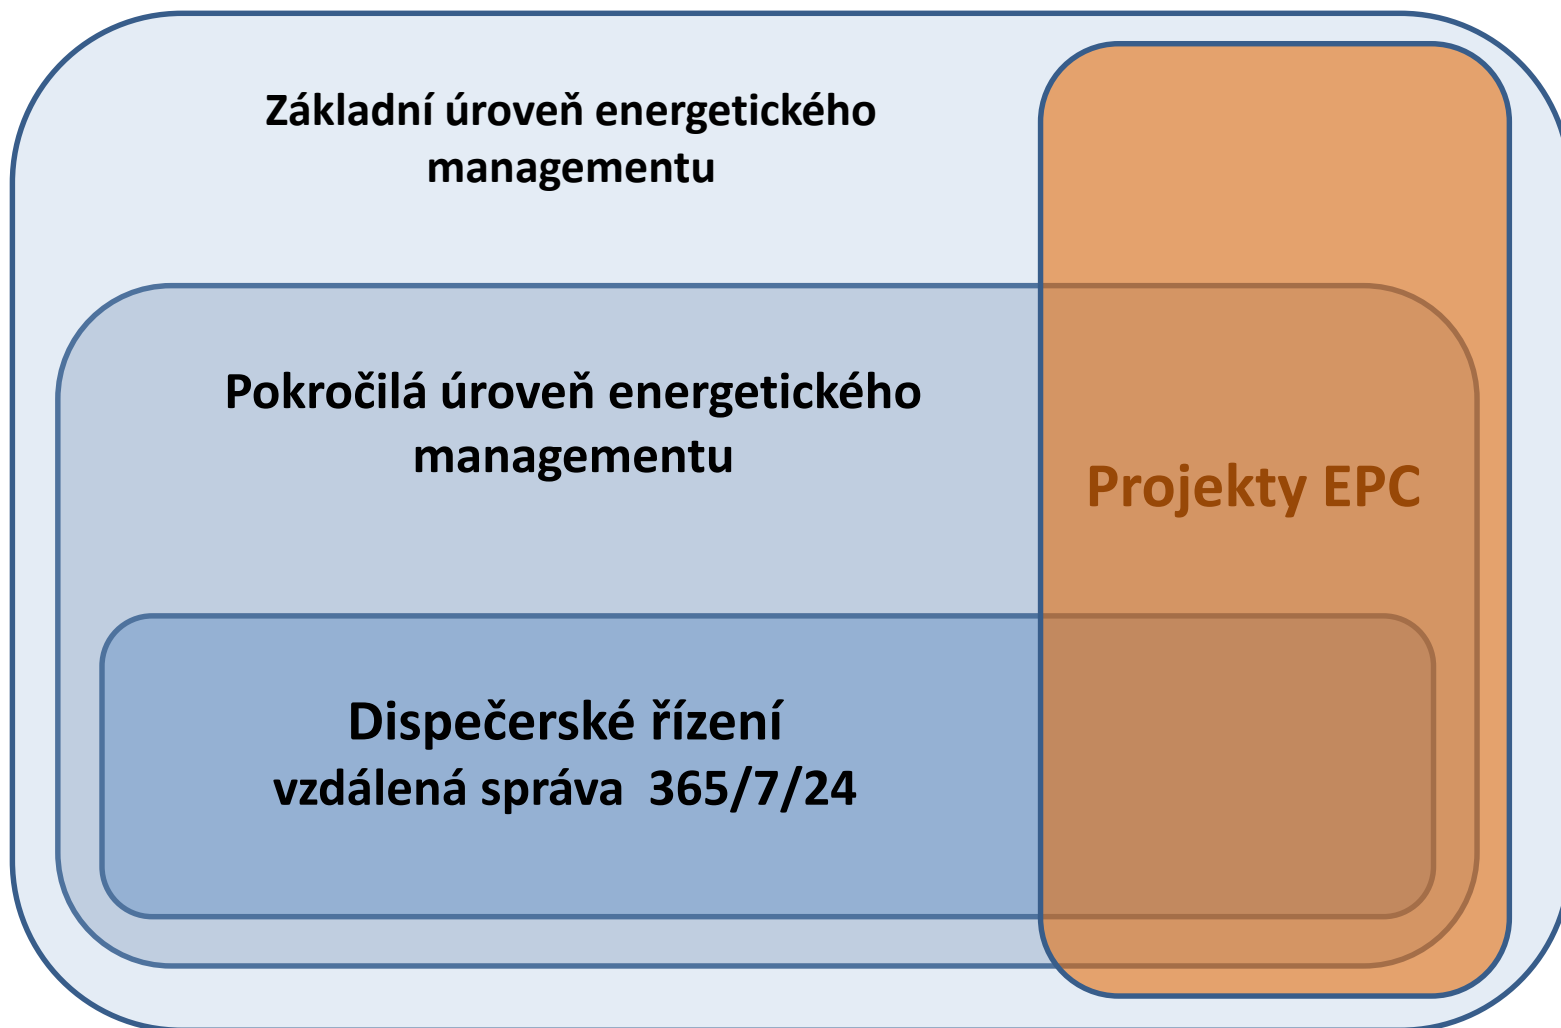 Základní úroveň energetického
managementu
Pokročilá úroveň energetického
managementu
Projekty EPC
Dispečerské řízení
vzdálená správa 365/7/24